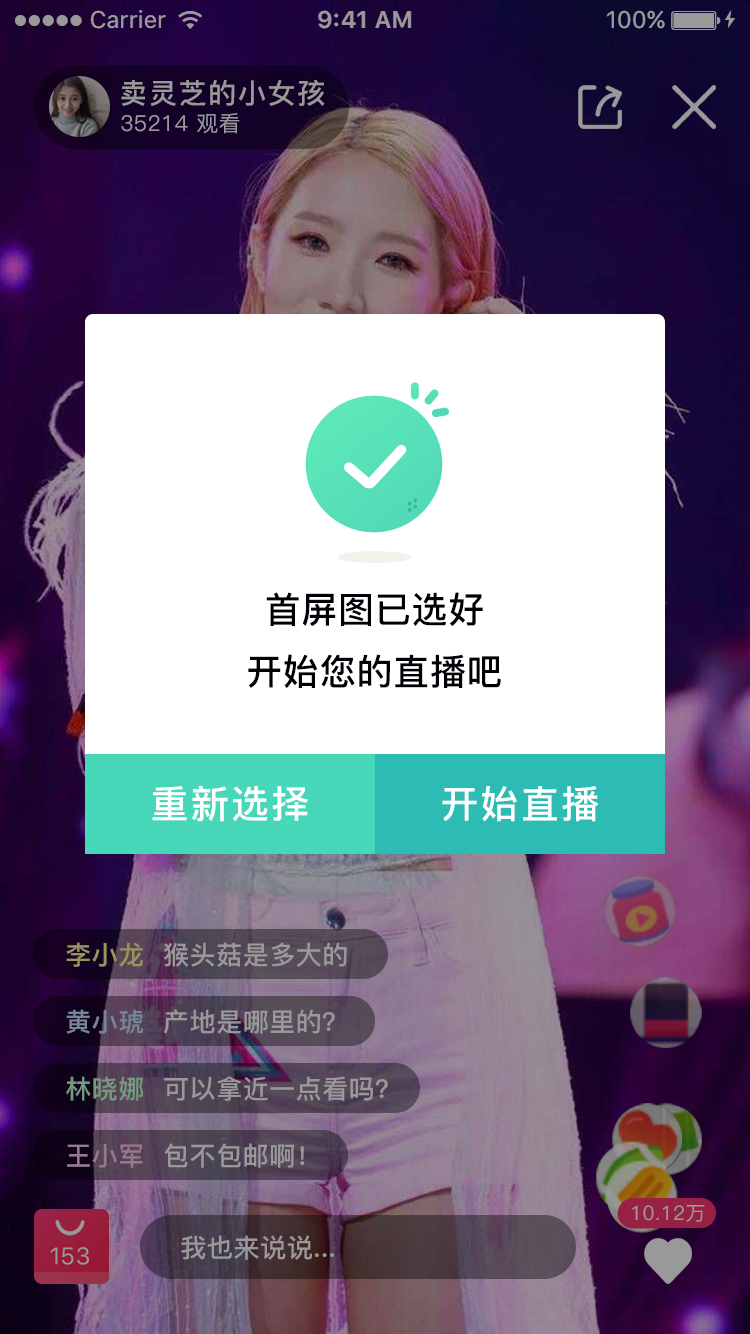 Carrier 9:41 AM 100%
卖灵芝的小女孩
35214 观看
首屏图已选好
开始您的直播吧
重新选择 开始直播
李小龙 猴头菇是多大的
黄小琥 产地是哪里的?
林晓娜 可以拿近一点看吗?
王小军 包不包邮啊!
10.12万
153
我也来说说...